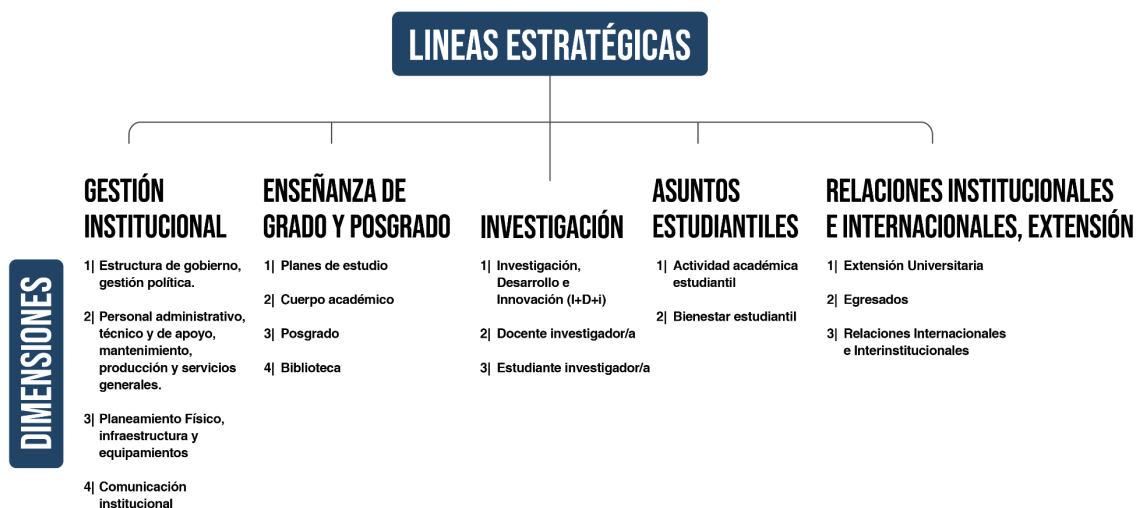 LINEAS ESTRATÉGICAS
GESTIÓN
INSTITUCIONAL
ENSEÑANZA DE
GRADO Y POSGRADO
INVESTIGACIÓN
ASUNTOS
ESTUDIANTILES
RELACIONES INSTITUCIONALES
E INTERNACIONALES, EXTENSIÓN
DIMENSIONES
1| Estructura de gobierno,
gestión política.
2| Personal administrativo,
técnico y de apoyo,
mantenimiento,
producción y servicios
generales.
3| Planeamiento Físico,
infraestructura y
equipamientos
4| Comunicación
institucional
1| Planes de estudio
2| Cuerpo académico
3| Posgrado
4| Biblioteca
1| Investigación,
Desarrollo e
Innovación (I+D+i)
2| Docente investigador/a
3| Estudiante investigador/a
1| Actividad académica
estudiantil
2| Bienestar estudiantil
1| Extensión Universitaria
2| Egresados
3| Relaciones Internacionales
e Interinstitucionales